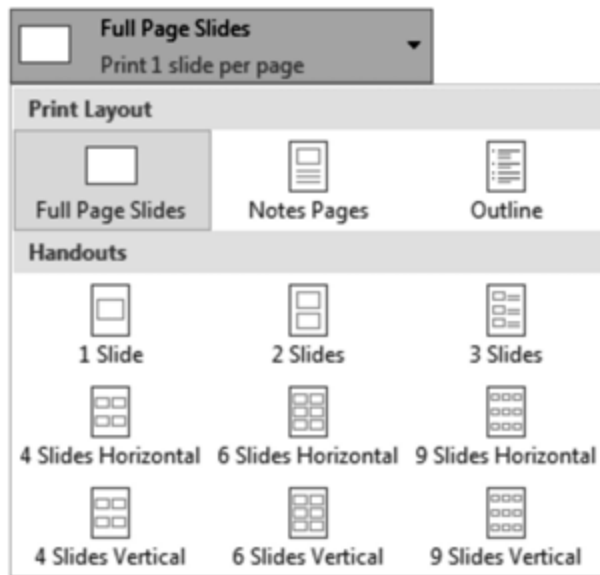 Full Page Slides
Print 1 slide per page
Print Layout
Full Page Slides Notes Pages Outline
Handouts
1 Slide 2 Slides 3 Slides
4 Slides Horizontal 6 Slides Horizontal 9 Slides Horizontal
4 Slides Vertical 6 Slides Vertical 9 Slides Vertical